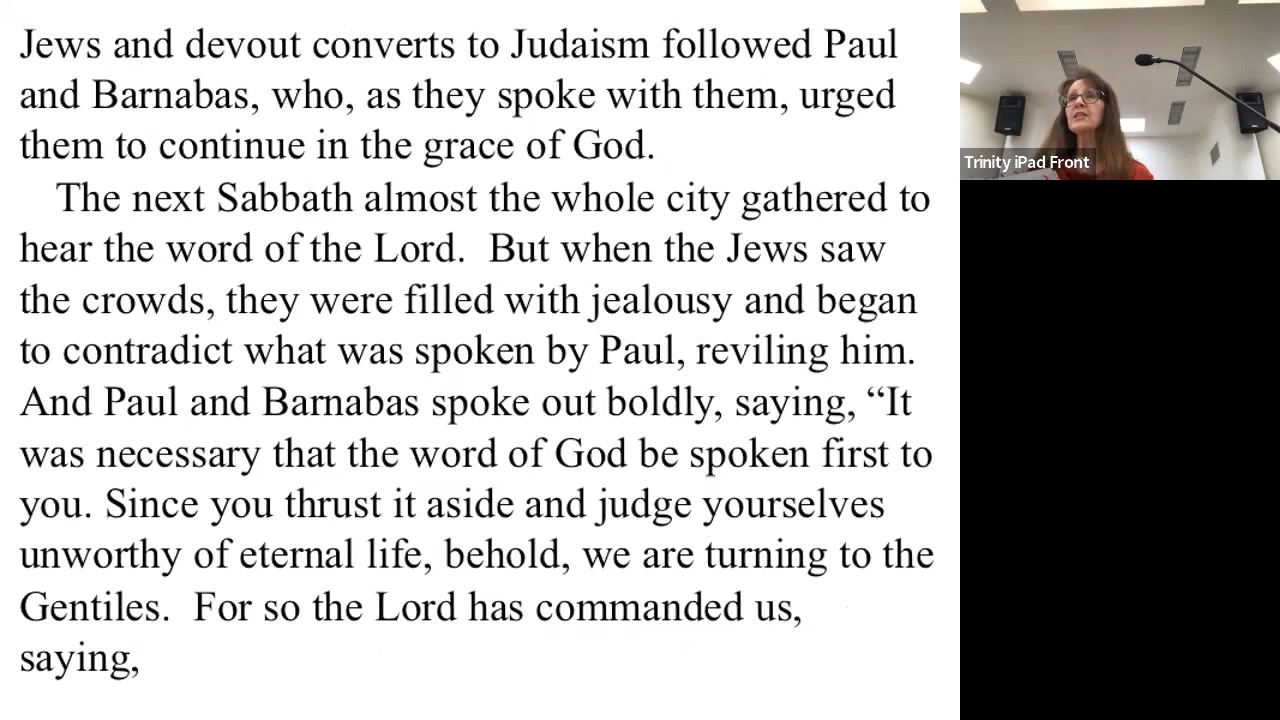 Jews and devout converts to Judaism followed Paul
and Barnabas, who, as they spoke with them, urged
them to continue in the grace of God.
The next Sabbath almost the whole city gathered to
hear the word of the Lord.  But when the Jews saw
the crowds, they were filled with jealousy and began
to contradict what was spoken by Paul, reviling him.
And Paul and Barnabas spoke out boldly, saying, “It
was necessary that the word of God be spoken first to
you. Since you thrust it aside and judge yourselves
unworthy of eternal life, behold, we are turning to the
Gentiles.  For so the Lord has commanded us,
saying,
Trinity iPad Front